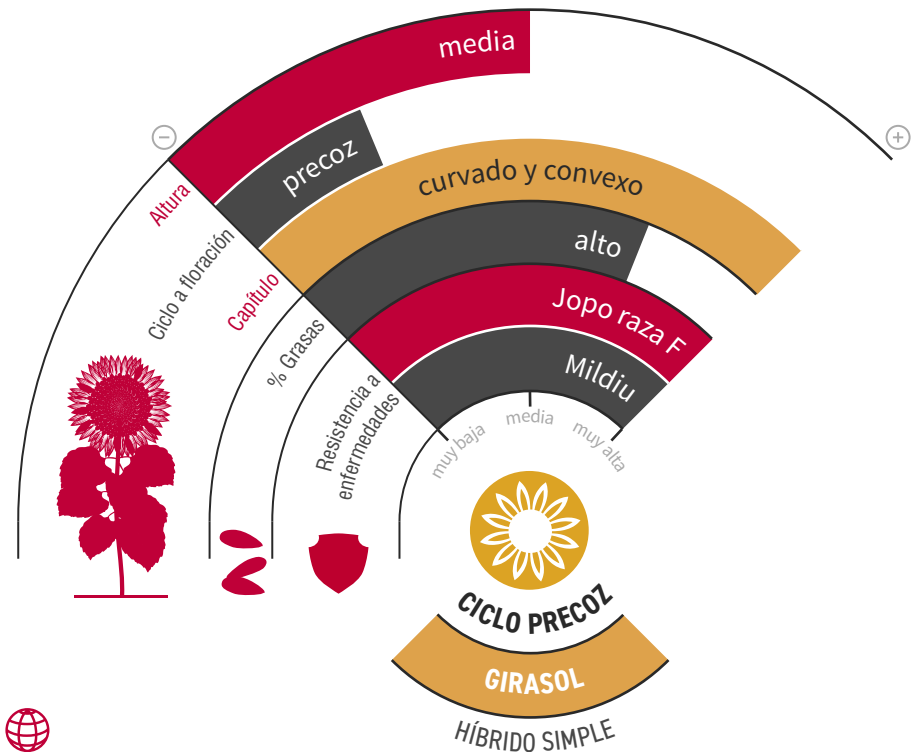 media
−
+
precoz
curvado y convexo
alto
Jopo raza F
Mildiu
Altura
Ciclo a floración
Capítulo
% Grasas
Resistencia a
enfermedades
muy baja
media
muy alta
CICLO PRECOZ
GIRASOL
HÍBRIDO SIMPLE